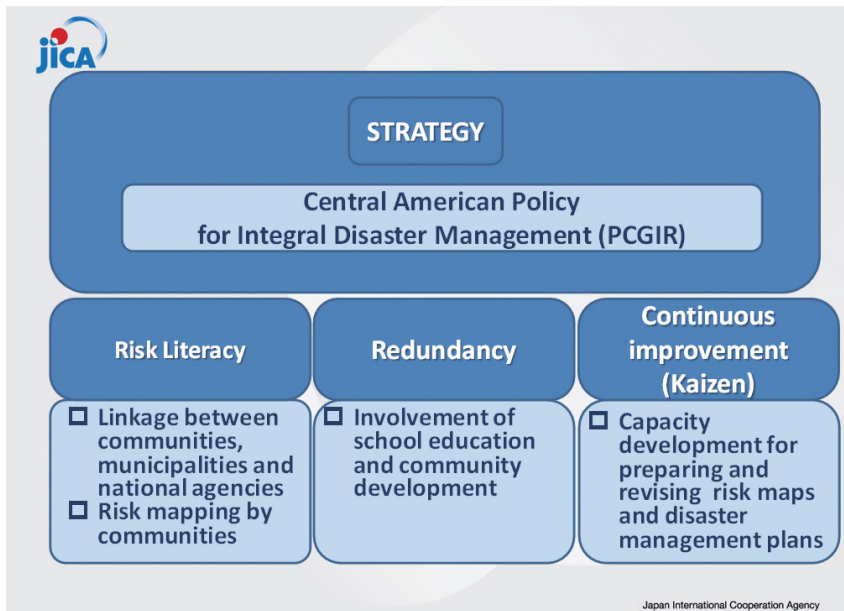 jICA
STRATEGY
Central American Policy
for Integral Disaster Management (PCGIR)
Risk Literacy
Linkage between
communities,
municipalities and
national agencies
Risk mapping by
communities
Redundancy
Involvement of
school education
and community
development
Continuous
improvement
(Kaizen)
Capacity
development for
preparing and
revising risk maps
and disaster
management plans
Japan International Cooperation Agency